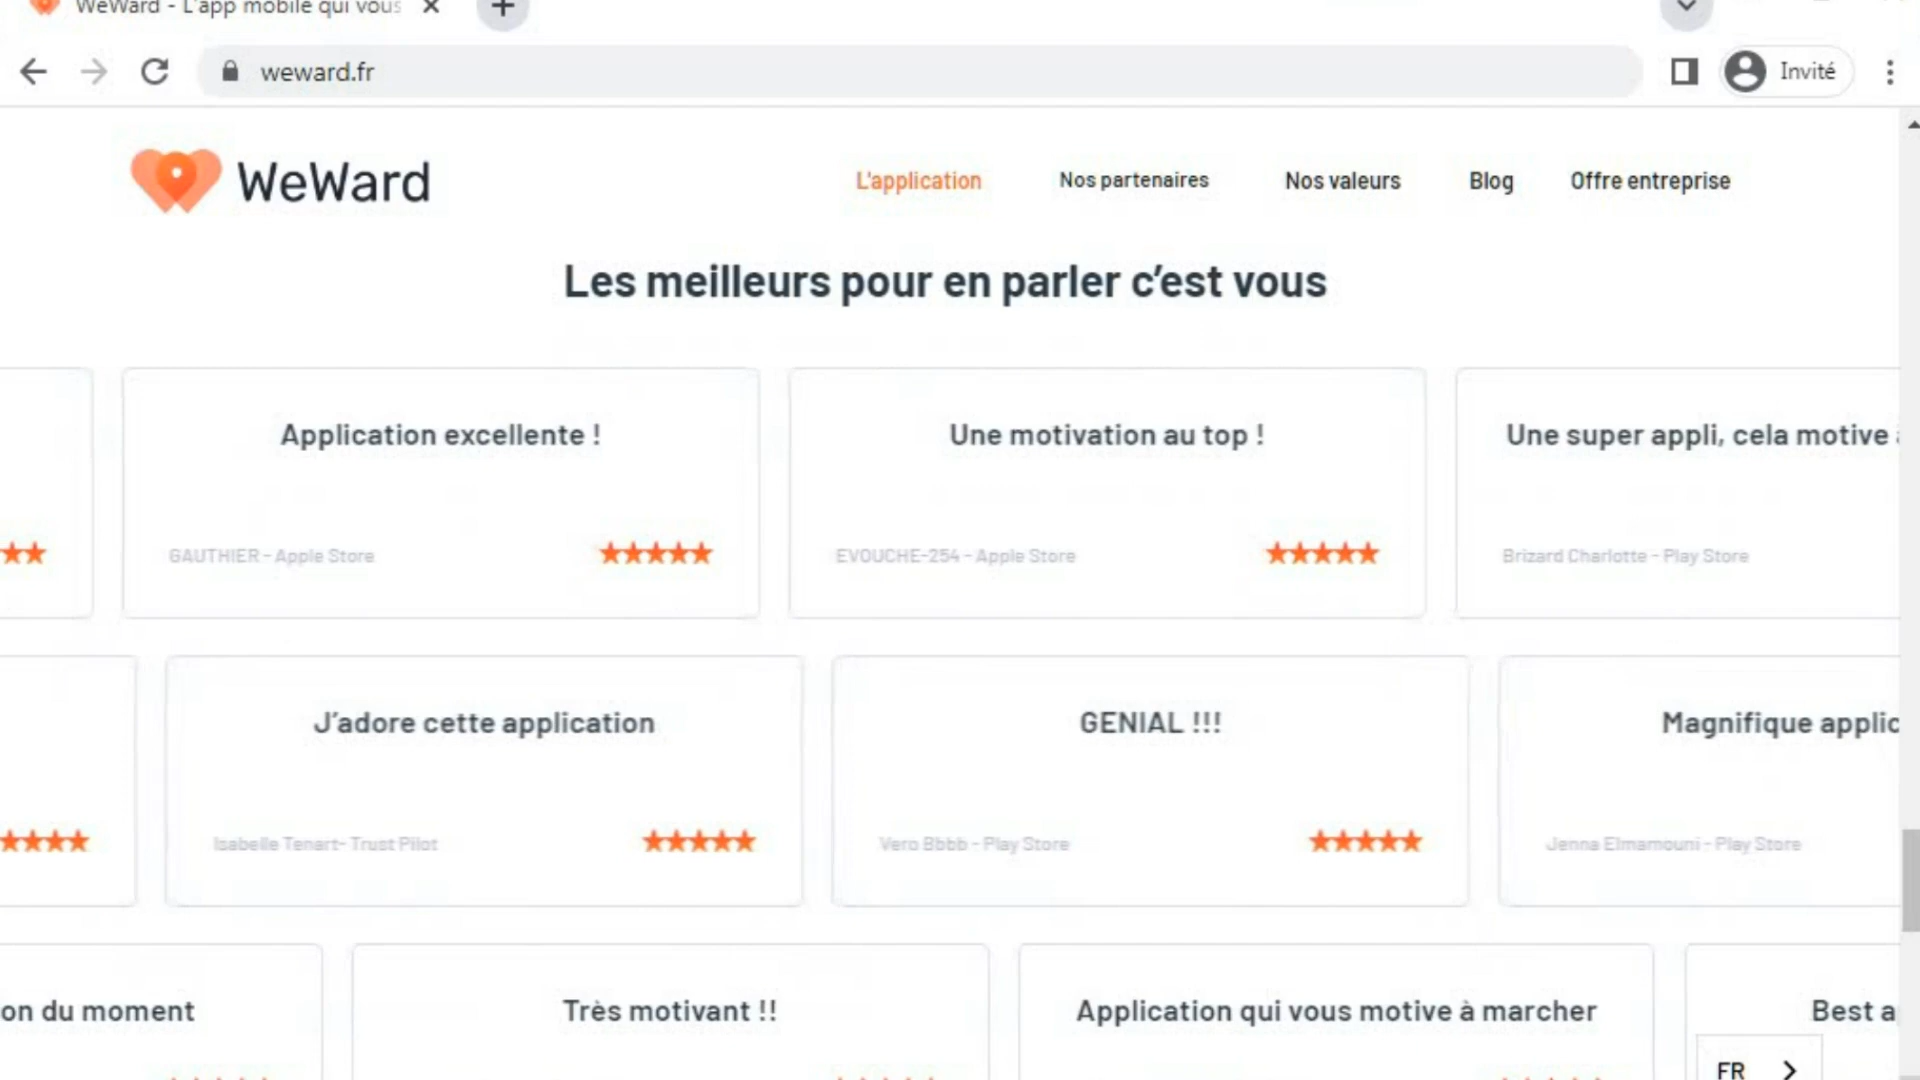 WeWard - L'app mobile qui vous
weward.fr
Invité
WeWard
L'application
Nos partenaires
Nos valeurs
Blog
Offre entreprise
Les meilleurs pour en parler c’est vous
Application excellente !
GAUTHIER - Apple Store
Une motivation au top !
EVOUCHE-254 - Apple Store
Une super appli, cela motive
Brizard Charlotte - Play Store
J’adore cette application
Isabelle Tenart- Trust Pilot
GENIAL !!!
Vero Bbbb - Play Store
Magnifique applic
Jenna Elmamouni - Play Store
on du moment
Très motivant !!
Application qui vous motive à marcher
Best a
FR